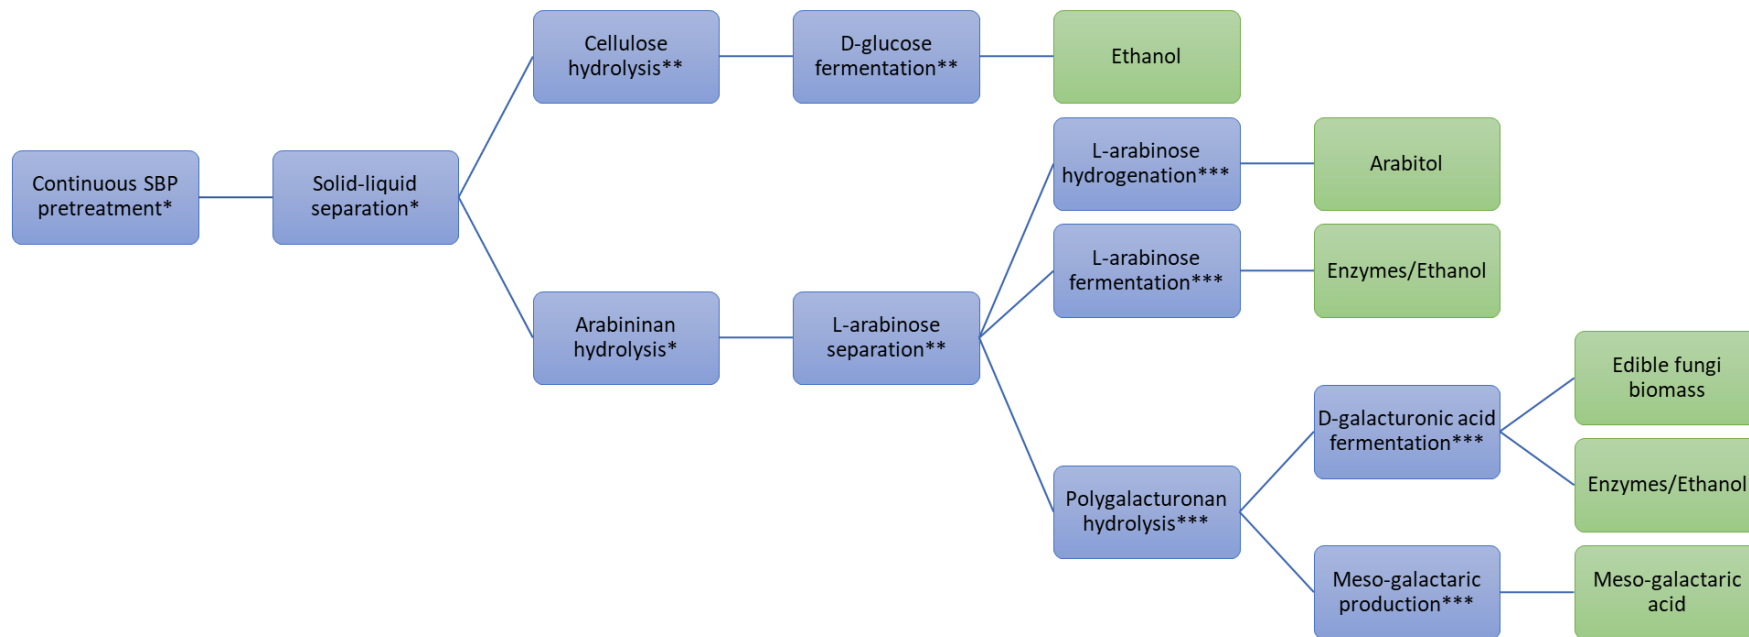 Continuous SBP
pretreatment*
Solid-liquid
separation*
Cellulose
hydrolysis**
D-glucose
fermentation**
Ethanol
Arabininan
hydrolysis*
L-arabinose
separation**
L-arabinose
hydrogenation***
Arabitol
L-arabinose
fermentation***
Enzymes/Ethanol
Polygalacturonan
hydrolysis***
D-galacturonic acid
fermentation***
Edible fungi
biomass
Enzymes/Ethanol
Meso-galactaric
production***
Meso-galactaric
acid